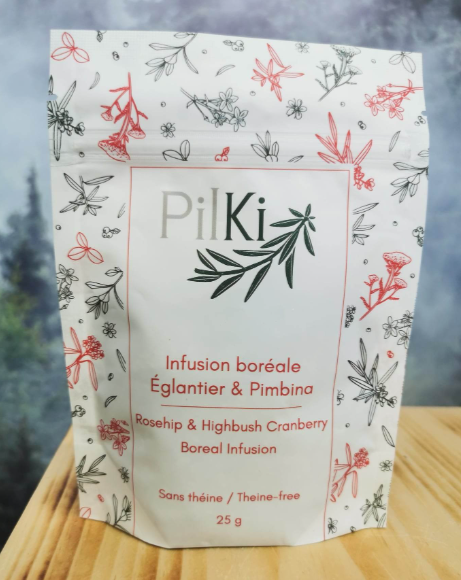 PilKi
Infusion boréale
Églantier & Pimbina
Rosehip & Highbush Cranberry
Boreal Infusion
Sans théine / Theine-free
25 g